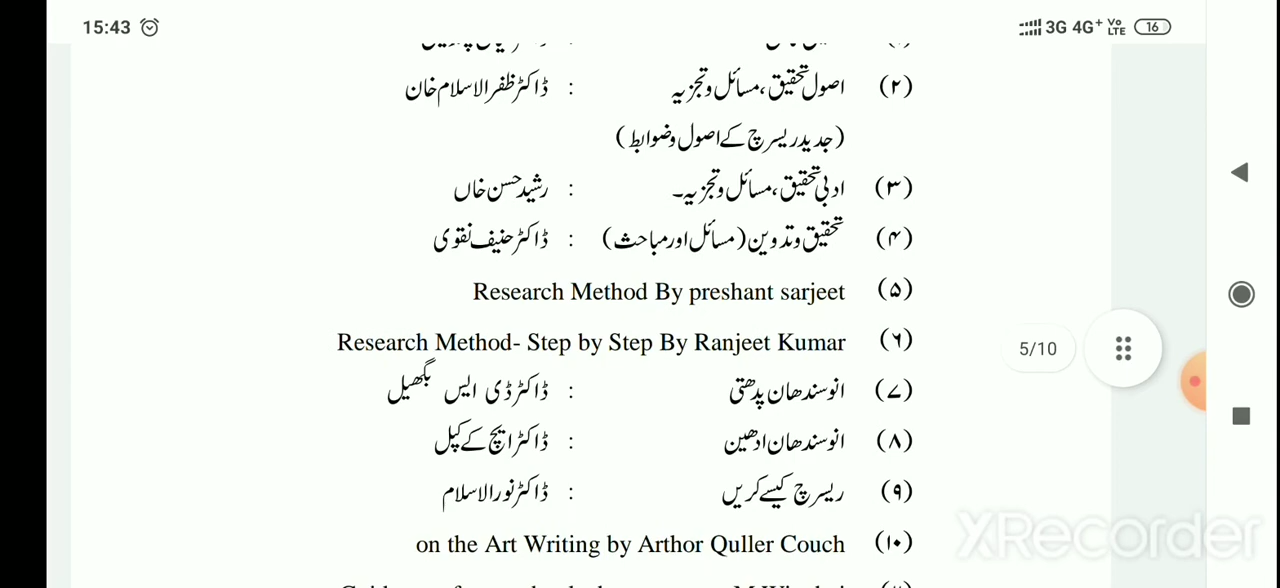 15:43
3G 4G+ Vo LTE 16
(۲) اصول تحقیق، مسائل و تجزیہ : ڈاکٹر ظفر الاسلام خان
(جدید ریسرچ کے اصول و ضوابط)
(۳) ادبی تحقیق، مسائل و تجزیہ۔ : رشید حسن خاں
(۴) تحقیق و تدوین (مسائل اور مباحث) : ڈاکٹر حنیف نقوی
(۵) Research Method By preshant sarjeet
(۶) Research Method- Step by Step By Ranjeet Kumar
(۷) انوسندھان پدھتی : ڈاکٹر ڈی ایس بگھیل
(۸) انوسندھان ادھین : ڈاکٹر ایچ کے کپل
(۹) ریسرچ کیسے کریں : ڈاکٹر نور الاسلام
(۱۰) on the Art Writing by Arthor Quller Couch
5/10
XRecorder